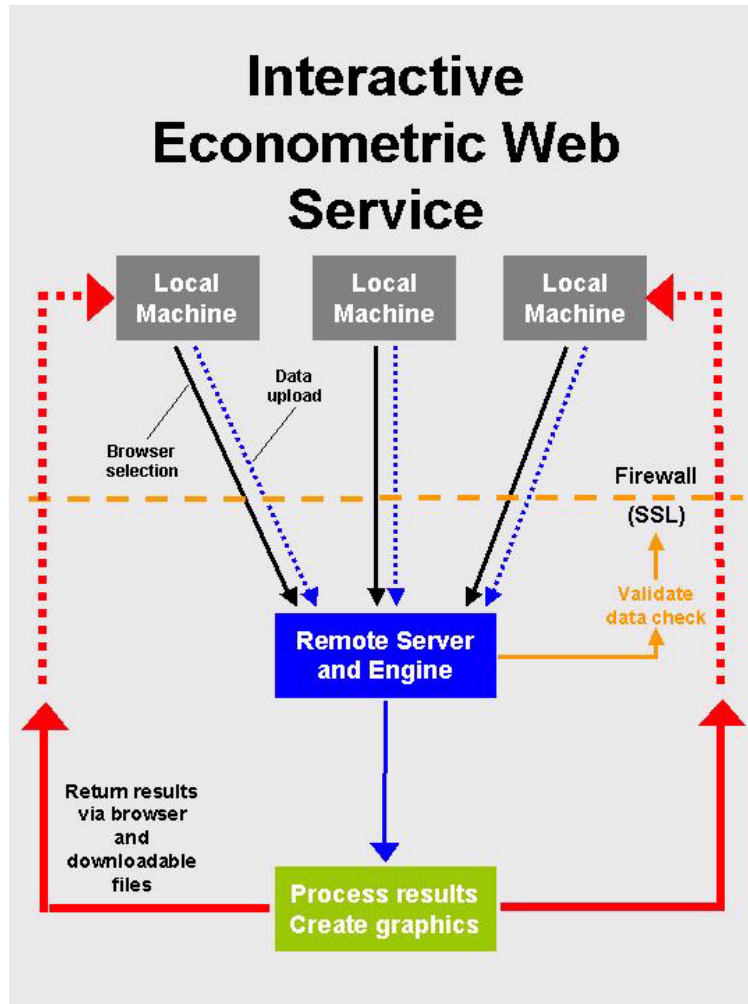 Interactive
Econometric Web
Service
Local
Machine
Local
Machine
Local
Machine
Data
upload
Browser
selection
Firewall
(SSL)
Validate
data check
Remote Server
and Engine
Return results
via browser
and
downloadable
files
Process results
Create graphics